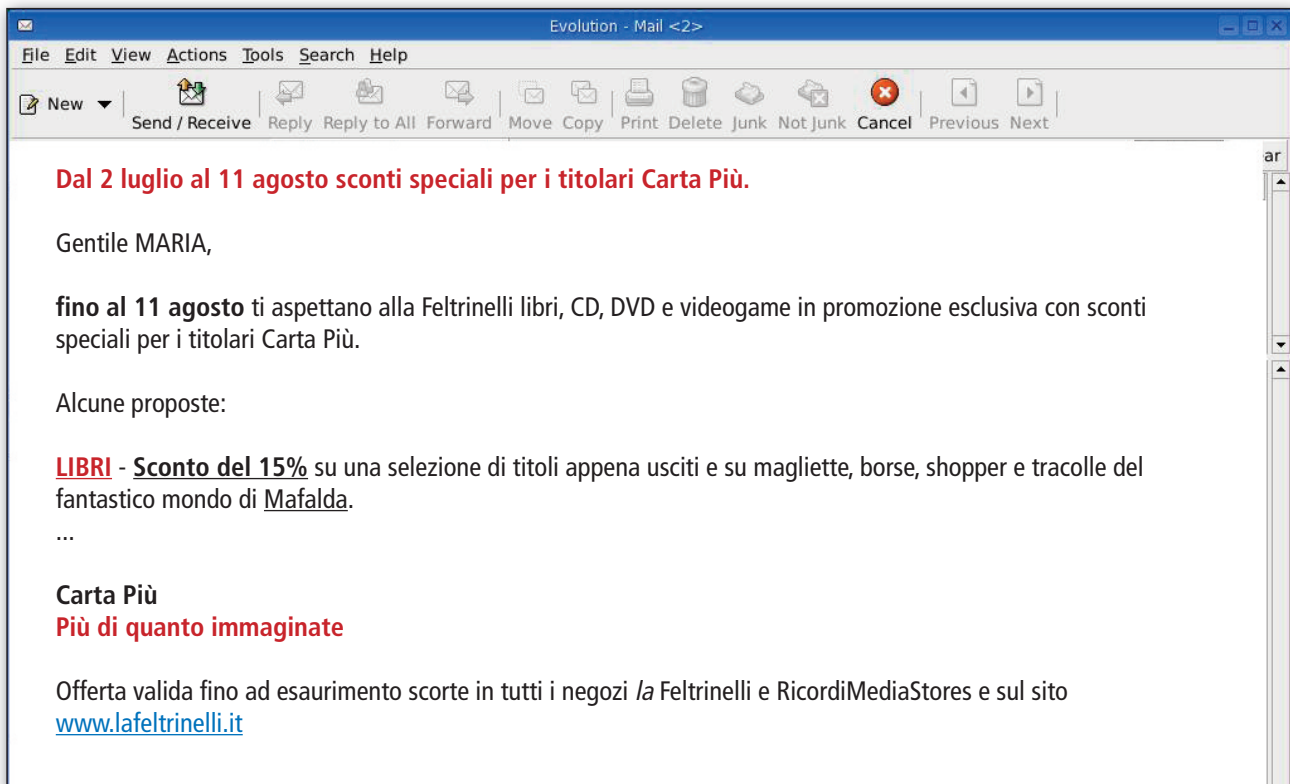 Evolution - Mail <2>
File Edit View Actions Tools Search Help
New Send / Receive Reply Reply to All Forward Move Copy Print Delete Junk Not Junk Cancel Previous Next
ar
Dal 2 luglio al 11 agosto sconti speciali per i titolari Carta Più.
Gentile MARIA,
fino al 11 agosto ti aspettano alla Feltrinelli libri, CD, DVD e videogame in promozione esclusiva con sconti
speciali per i titolari Carta Più.
Alcune proposte:
LIBRI - Sconto del 15% su una selezione di titoli appena usciti e su magliette, borse, shopper e tracolle del
fantastico mondo di Mafalda.
...
Carta Più
Più di quanto immaginate
Offerta valida fino ad esaurimento scorte in tutti i negozi la Feltrinelli e RicordiMediaStores e sul sito
www.lafeltrinelli.it